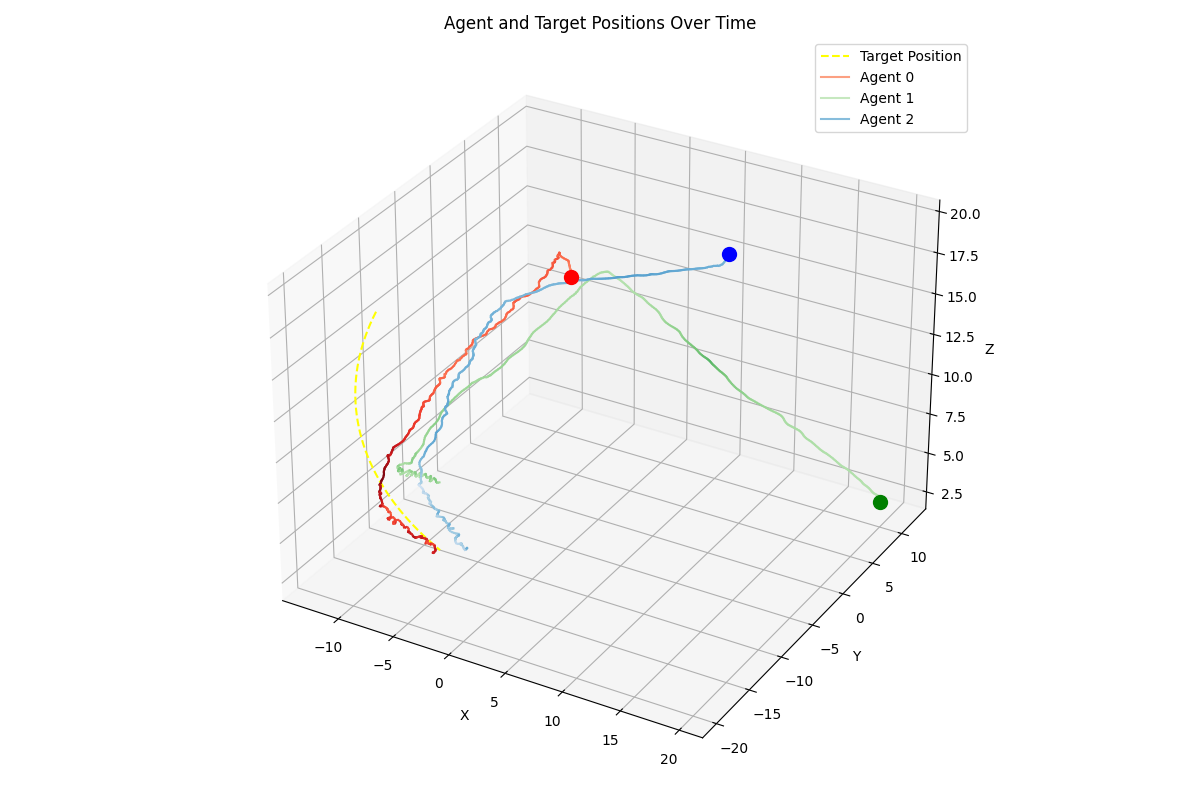 Agent and Target Positions Over Time
Target Position
Agent 0
Agent 1
Agent 2
20.0
17.5
15.0
12.5
10.0
7.5
5.0
2.5
Z
10
5
0
−5
−10
−15
−20
Y
−10
−5
0
5
10
15
20
X